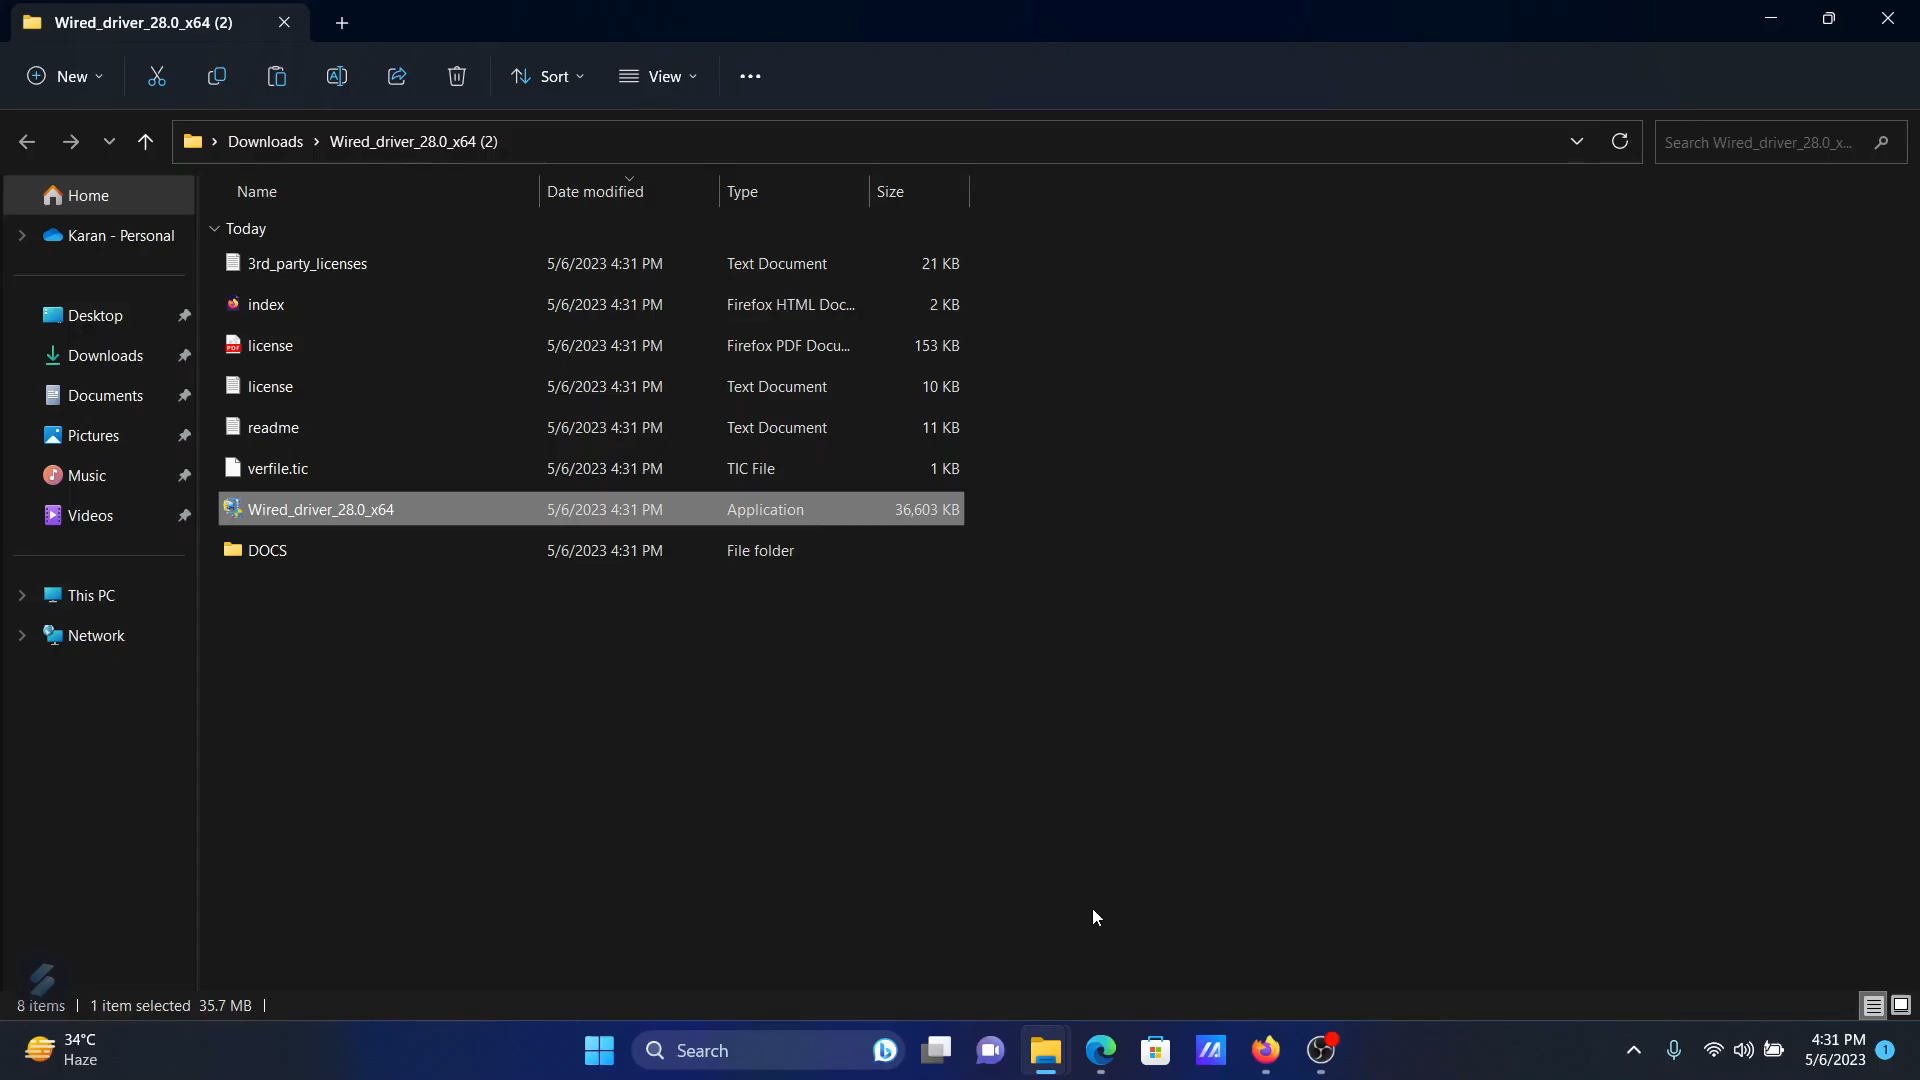 Wired_driver_28.0_x64 (2)
New
Sort
View
Downloads > Wired_driver_28.0_x64 (2)
Search Wired_driver_28.0_x...
Home
Karan - Personal
Desktop
Downloads
Documents
Pictures
Music
Videos
This PC
Network
Name Date modified Type Size
Today
3rd_party_licenses 5/6/2023 4:31 PM Text Document 21 KB
index 5/6/2023 4:31 PM Firefox HTML Doc... 2 KB
license 5/6/2023 4:31 PM Firefox PDF Docu... 153 KB
license 5/6/2023 4:31 PM Text Document 10 KB
readme 5/6/2023 4:31 PM Text Document 11 KB
verfile.tic 5/6/2023 4:31 PM TIC File 1 KB
Wired_driver_28.0_x64 5/6/2023 4:31 PM Application 36,603 KB
DOCS 5/6/2023 4:31 PM File folder
8 items | 1 item selected 35.7 MB |
34°C
Haze
Search
4:31 PM
5/6/2023
1